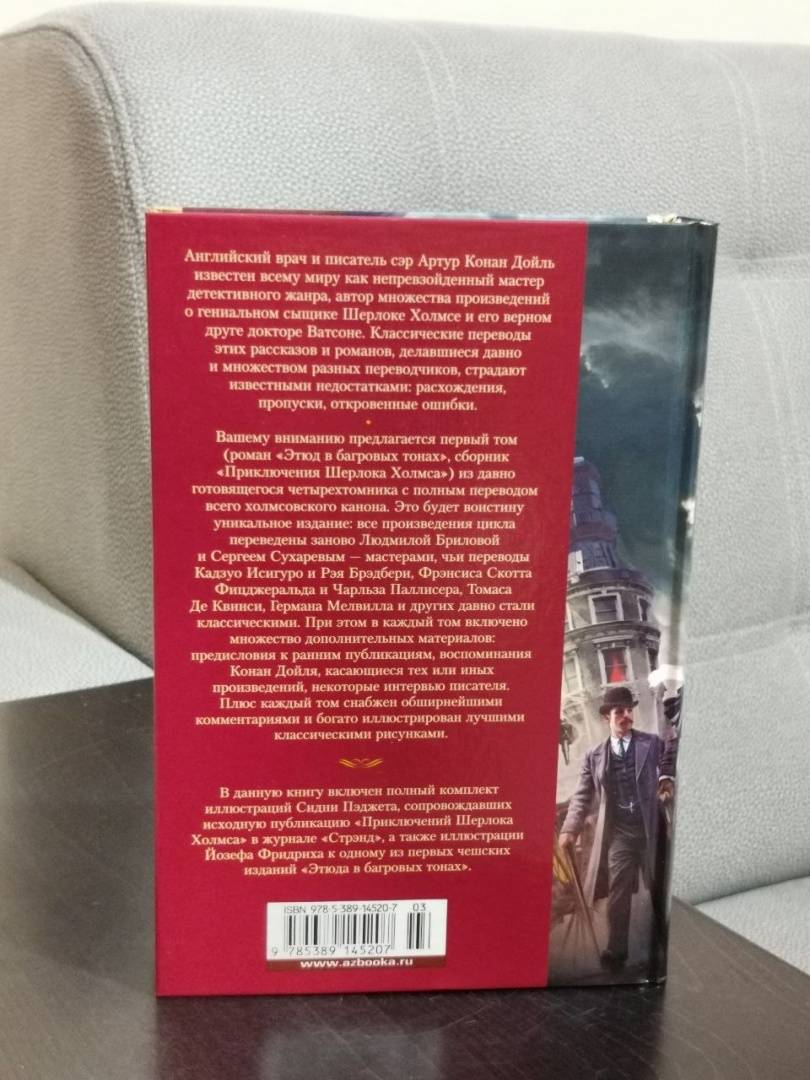 Английский врач и писатель сэр Артур Конан Дойль
известен всему миру как непревзойденный мастер
детективного жанра, автор множества произведений
о гениальном сыщике Шерлоке Холмсе и его верном
друге докторе Ватсоне. Классические переводы
этих рассказов и романов, делавшиеся давно
и множеством разных переводчиков, страдают
известными недостатками: расхождения,
пропуски, откровенные ошибки.
Вашему вниманию предлагается первый том
(роман «Этюд в багровых тонах», сборник
«Приключения Шерлока Холмса») из давно
готовящегося четырехтомника с полным переводом
всего холмсовского канона. Это будет воистину
уникальное издание: все произведения цикла
переведены заново Людмилой Бриловой
и Сергеем Сухаревым — мастерами, чьи переводы
Кадзуо Исигуро и Рэя Брэдбери, Фрэнсиса Скотта
Фицджеральда и Чарльза Паллисера, Томаса
Де Квинси, Германа Мелвилла и других давно стали
классическими. При этом в каждый том включено
множество дополнительных материалов:
предисловия к ранним публикациям, воспоминания
Конан Дойля, касающиеся тех или иных
произведений, некоторые интервью писателя.
Плюс каждый том снабжен обширнейшими
комментариями и богато иллюстрирован лучшими
классическими рисунками.
В данную книгу включен полный комплект
иллюстраций Сидни Пэджета, сопровождавших
исходную публикацию «Приключений Шерлока
Холмса» в журнале «Стрэнд», а также иллюстрации
Йозефа Фридриха к одному из первых чешских
изданий «Этюда в багровых тонах».
ISBN 978-5-389-14520-7 03
9 785389 145207
www.azbooka.ru